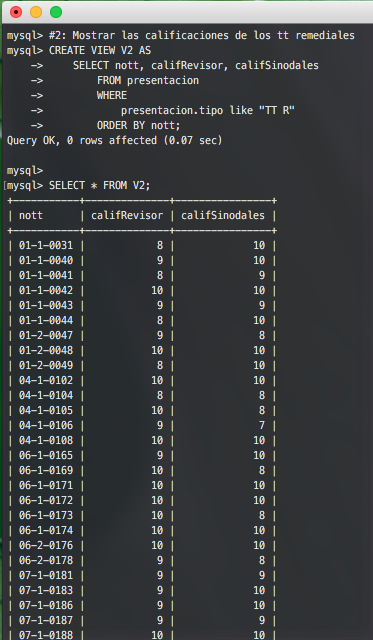 mysql> #2: Mostrar las calificaciones de los tt remediales
mysql> CREATE VIEW V2 AS
    ->     SELECT nott, califRevisor, califSinodales
    ->         FROM presentacion
    ->         WHERE
    ->             presentacion.tipo like "TT R"
    ->         ORDER BY nott;
Query OK, 0 rows affected (0.07 sec)
mysql>
[mysql> SELECT * FROM V2;
+-----------+--------------+----------------+
| nott      | califRevisor | califSinodales |
+-----------+--------------+----------------+
| 01-1-0031 |            8 |             10 |
| 01-1-0040 |            9 |             10 |
| 01-1-0041 |            8 |              9 |
| 01-1-0042 |           10 |             10 |
| 01-1-0043 |            9 |              9 |
| 01-1-0044 |            8 |             10 |
| 01-2-0047 |            9 |              8 |
| 01-2-0048 |           10 |             10 |
| 01-2-0049 |            8 |             10 |
| 04-1-0102 |           10 |             10 |
| 04-1-0104 |            8 |              8 |
| 04-1-0105 |           10 |              8 |
| 04-1-0106 |            9 |              7 |
| 04-1-0108 |           10 |             10 |
| 06-1-0165 |            9 |             10 |
| 06-1-0169 |           10 |              8 |
| 06-1-0171 |           10 |             10 |
| 06-1-0172 |           10 |             10 |
| 06-1-0173 |           10 |              8 |
| 06-1-0174 |           10 |             10 |
| 06-2-0176 |           10 |             10 |
| 06-2-0178 |            9 |              8 |
| 07-1-0181 |            9 |              9 |
| 07-1-0183 |            9 |             10 |
| 07-1-0186 |            9 |             10 |
| 07-1-0187 |            9 |              9 |
| 07-1-0188 |           10 |             10 |